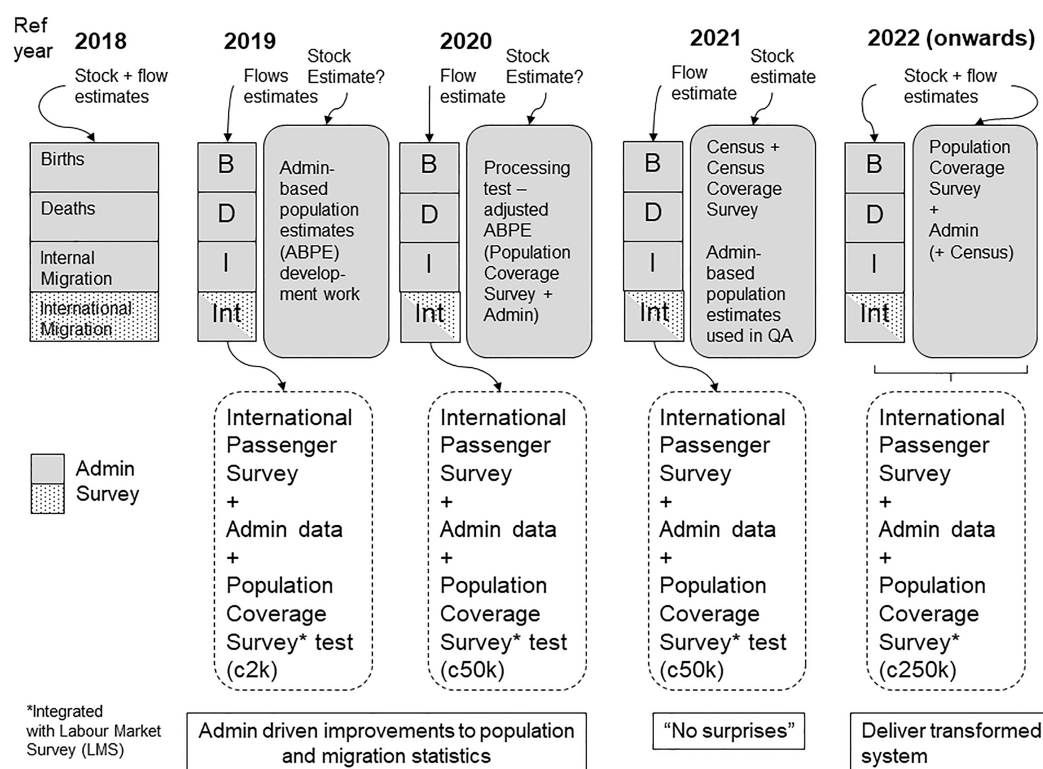 Ref
year
2018
2019
2020
2021
2022 (onwards)
Stock + flow
estimates
Flows
estimates
Stock
Estimate?
Flow
estimate
Stock
Estimate?
Flow
estimate
Stock
estimate
Stock + flow
estimates
Births
Deaths
Internal
Migration
International
Migration
B
D
I
Int
Admin-
based
population
estimates
(ABPE)
develop-
ment work
B
D
I
Int
Processing
test –
adjusted
ABPE
(Population
Coverage
Survey +
Admin)
B
D
I
Int
Census +
Census
Coverage
Survey
Admin-
based
population
estimates
used in QA
B
D
I
Int
Population
Coverage
Survey
+
Admin
(+ Census)
Admin
Survey
International
Passenger
Survey
+
Admin data
+
Population
Coverage
Survey* test
(c2k)
International
Passenger
Survey
+
Admin data
+
Population
Coverage
Survey* test
(c50k)
International
Passenger
Survey
+
Admin data
+
Population
Coverage
Survey* test
(c50k)
International
Passenger
Survey
+
Admin data
+
Population
Coverage
Survey*
(c250k)
*Integrated
with Labour Market
Survey (LMS)
Admin driven improvements to population
and migration statistics
“No surprises”
Deliver transformed
system